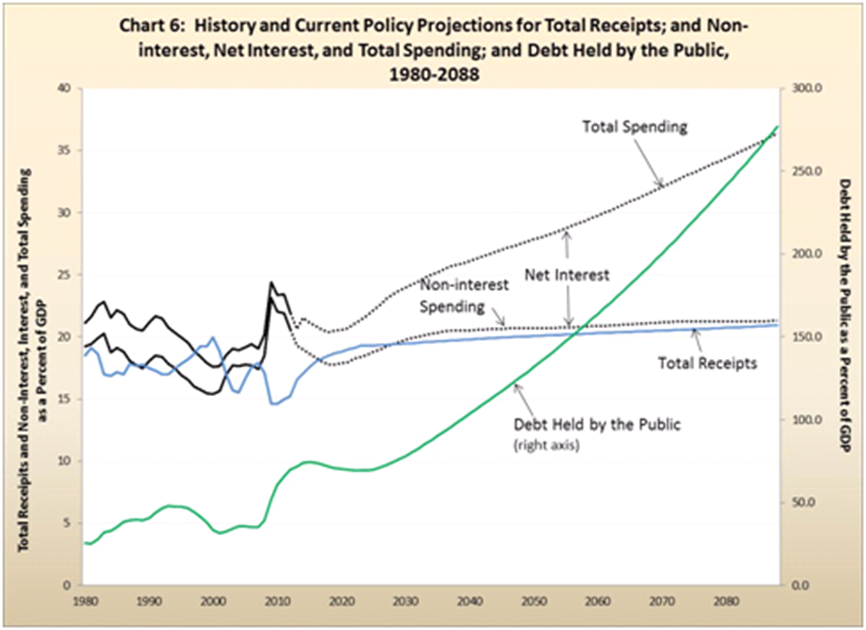 Chart 6: History and Current Policy Projections for Total Receipts; and Non-
interest, Net Interest, and Total Spending; and Debt Held by the Public,
1980-2088
Total Receipts and Non-Interest, Interest, and Total Spending
as a Percent of GDP
40
35
30
25
20
15
10
5
0
Total Spending
Net Interest
Non-interest
Spending
Total Receipts
Debt Held by the Public
(right axis)
300.0
250.0
200.0
150.0
100.0
50.0
0.0
Debt Held by the Public as a Percent of GDP
1980 1990 2000 2010 2020 2030 2040 2050 2060 2070 2080